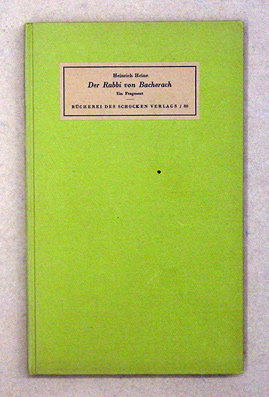 Heinrich Heine
Der Rabbi von Bacherach
Ein Fragment
BÜCHEREI DES SCHOCKEN VERLAGS / 80